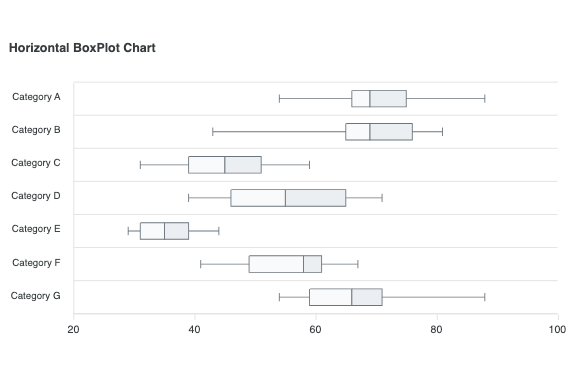 Horizontal BoxPlot Chart
Category A
Category B
Category C
Category D
Category E
Category F
Category G
20 40 60 80 100